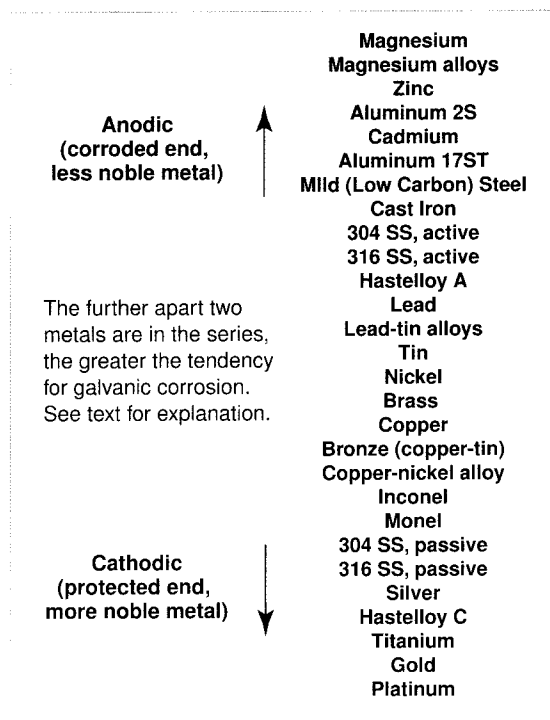 Magnesium
Magnesium alloys
Zinc
Aluminum 2S
Cadmium
Aluminum 17ST
Mild (Low Carbon) Steel
Cast Iron
304 SS, active
316 SS, active
Hastelloy A
Lead
Lead-tin alloys
Tin
Nickel
Brass
Copper
Bronze (copper-tin)
Copper-nickel alloy
Inconel
Monel
304 SS, passive
316 SS, passive
Silver
Hastelloy C
Titanium
Gold
Platinum
Anodic
(corroded end,
less noble metal)
The further apart two
metals are in the series,
the greater the tendency
for galvanic corrosion.
See text for explanation.
Cathodic
(protected end,
more noble metal)